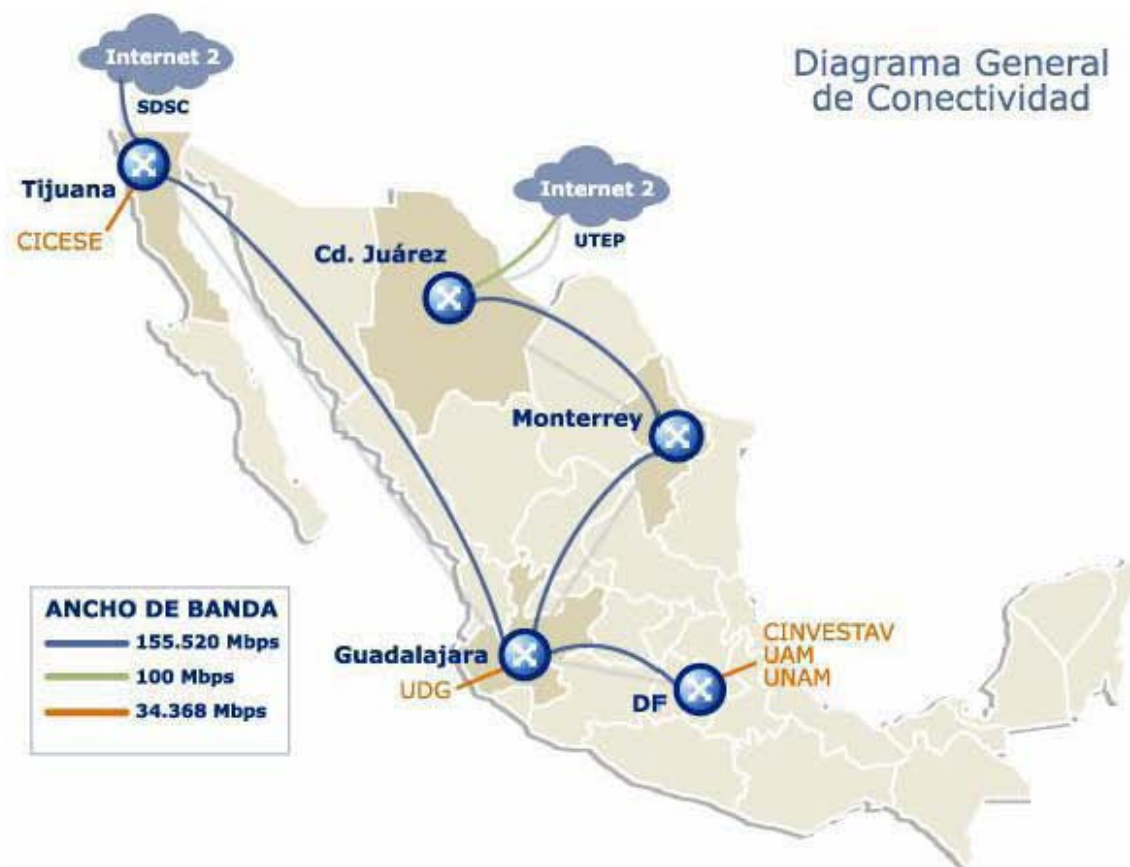 Internet 2
SDSC
Diagrama General
de Conectividad
Tijuana
CICESE
Internet 2
UTEP
Cd. Juárez
Monterrey
ANCHO DE BANDA
155.520 Mbps
100 Mbps
34.368 Mbps
Guadalajara
UDG
DF
CINVESTAV
UAM
UNAM